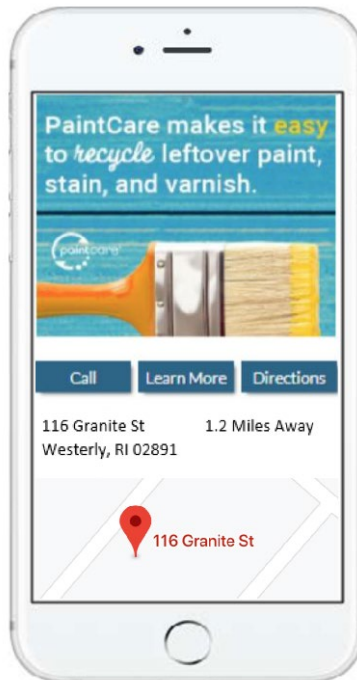 PaintCare makes it easy
to recycle leftover paint,
stain, and varnish.
paintcare
Call Learn More Directions
116 Granite St 1.2 Miles Away
Westerly, RI 02891
116 Granite St